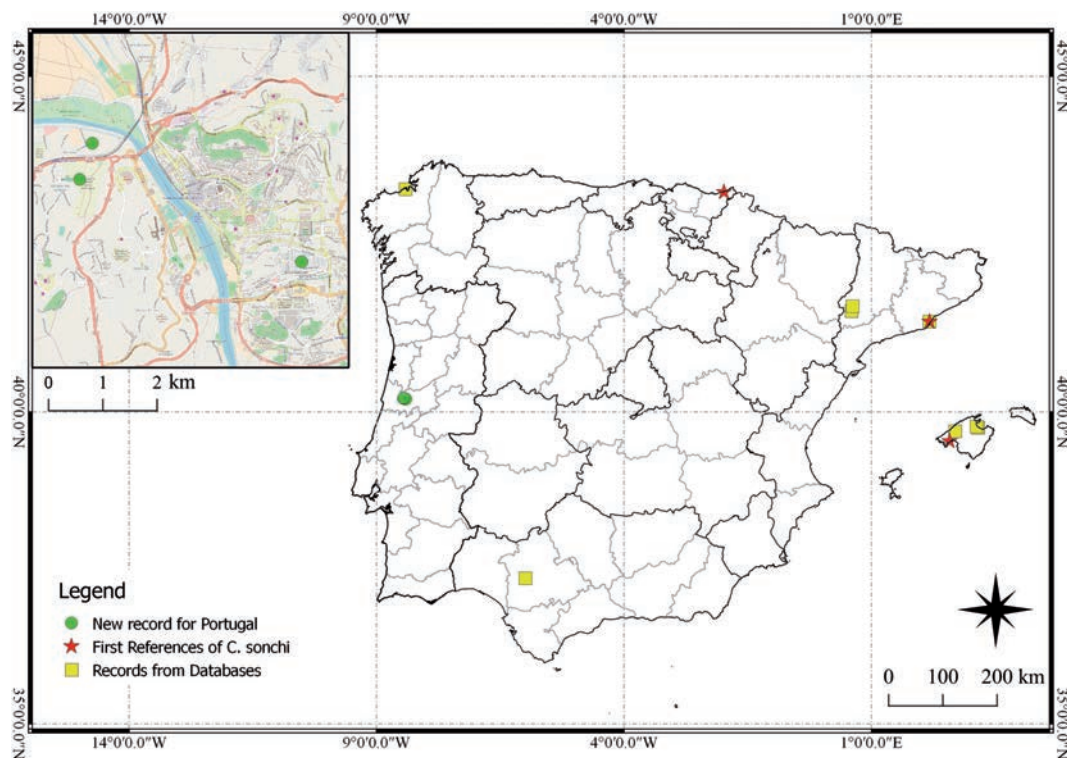 14°0'0.0"W 9°0'0.0"W 4°0'0.0"W 1°0'0.0"E
45°0'0.0"N 45°0'0.0"N
0 1 2 km
40°0'0.0"N 40°0'0.0"N
Legend
New record for Portugal
First References of C. sonchi
Records from Databases
0 100 200 km
35°0'0.0"N 35°0'0.0"N
14°0'0.0"W 9°0'0.0"W 4°0'0.0"W 1°0'0.0"E